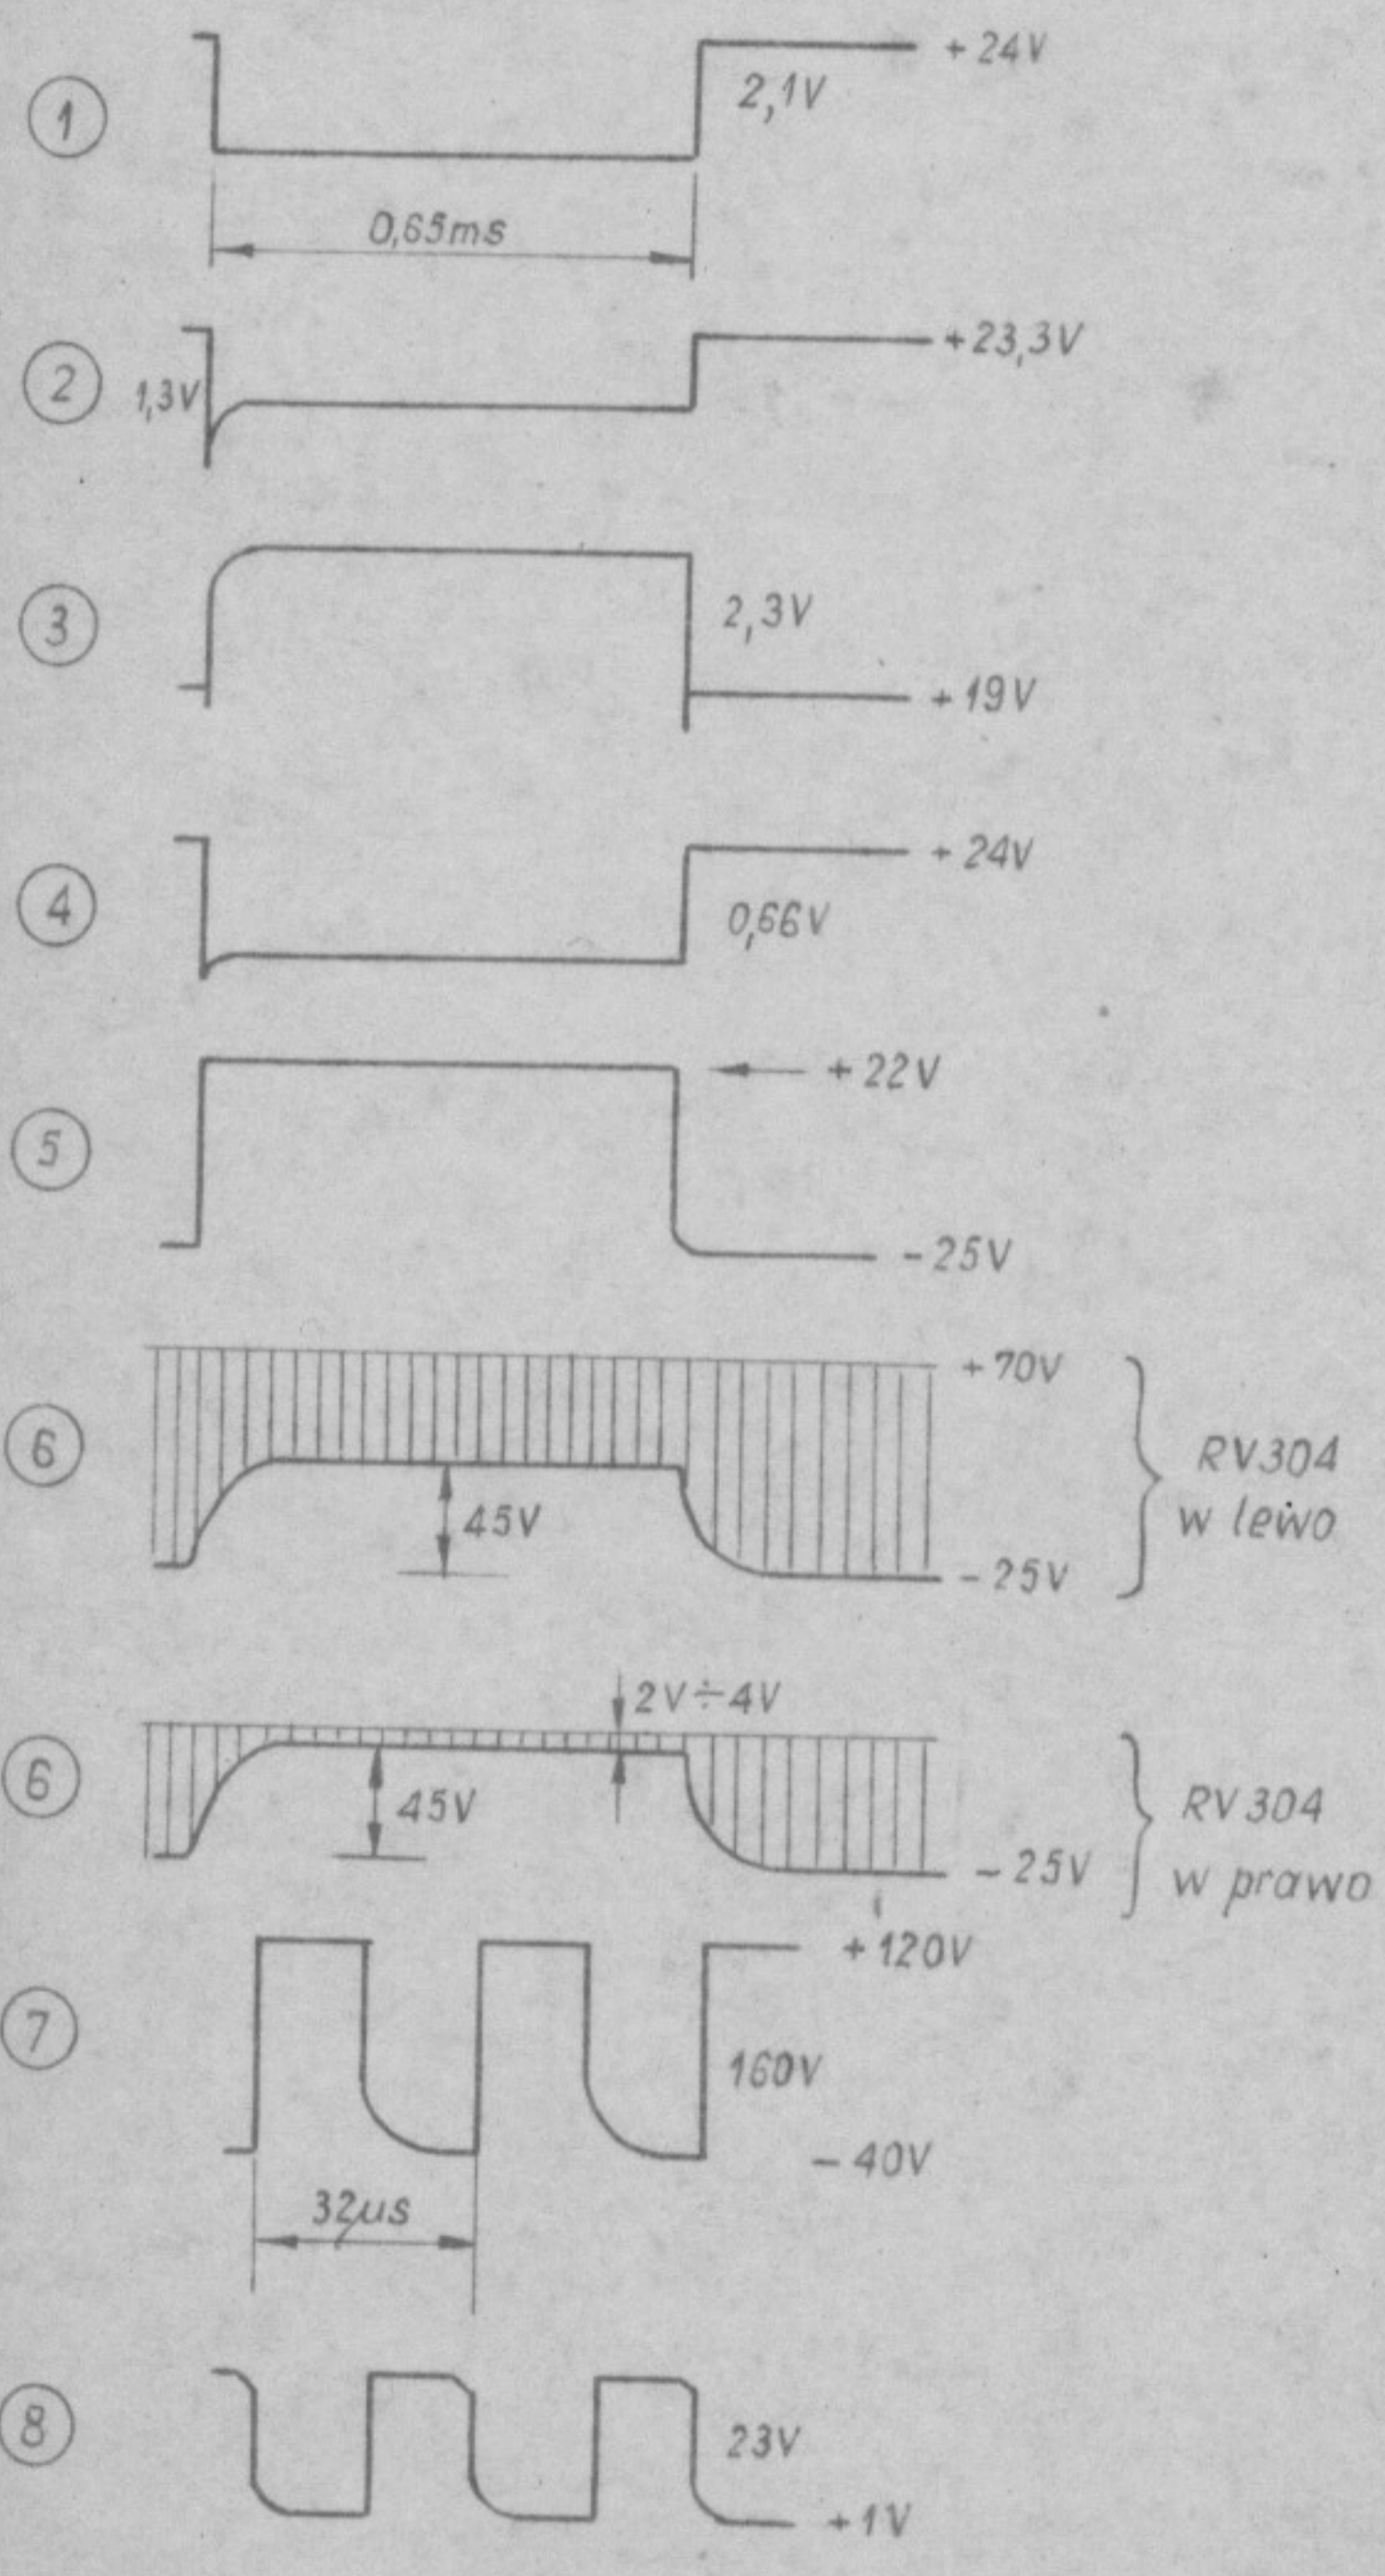 1
+24V
2,1V
0,65ms
2
1,3V
+23,3V
3
2,3V
+19V
4
+24V
0,66V
5
+22V
-25V
6
+70V
45V
-25V
RV304
w lewo
6
2V÷4V
45V
-25V
RV304
w prawo
7
+120V
160V
-40V
32µs
8
23V
+1V